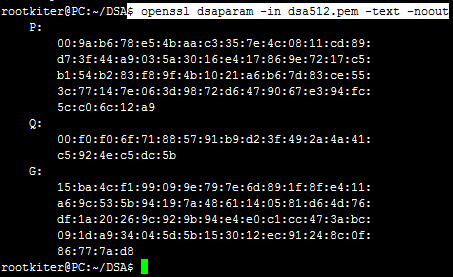 rootkiter@PC:~/DSA$ openssl dsaparam -in dsa512.pem -text -nout
P:
00:9a:b6:78:e5:4b:aa:c3:35:7e:4c:08:11:cd:89:
d7:3f:44:a9:03:5a:30:16:e4:17:86:9e:72:17:c5:
b1:54:b2:83:f8:9f:4b:10:21:a6:b6:7d:83:ce:55:
3c:77:14:7e:06:3d:98:72:d6:47:90:67:e3:94:fc:
5c:c0:6c:12:a9
Q:
00:f0:f0:6f:71:88:57:91:b9:d2:3f:49:2a:4a:41:
c5:92:4e:c5:dc:5b
G:
15:ba:4c:f1:99:09:9e:79:7e:6d:89:1f:8f:e4:11:
a6:9c:53:5b:94:19:7a:48:61:14:05:81:d6:4d:76:
df:1a:20:26:9c:92:9b:94:e4:e0:c1:cc:47:3a:bc:
09:1d:a9:34:04:5d:5b:15:30:12:ec:91:24:8c:0f:
86:77:7a:d8
rootkiter@PC:~/DSA$